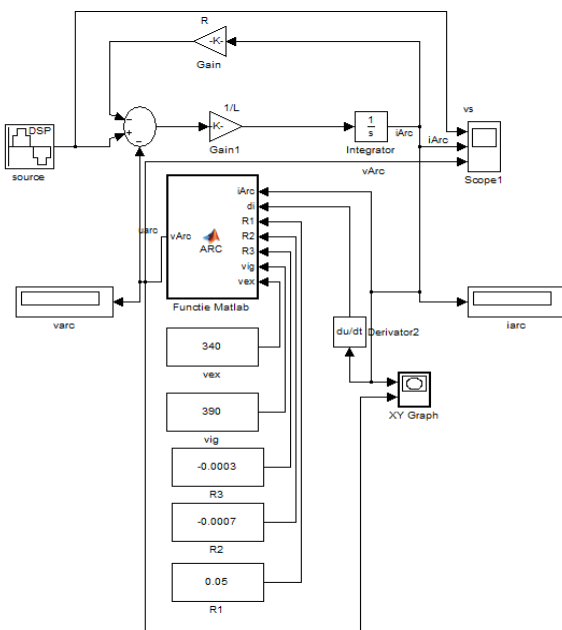 R
-K-
Gain
1/L
-K-
Gain1
1
s
Integrator
iArc
iArc
vs
vArc
Scope1
DSP
source
uarc
vArc
ARC
iArc
di
R1
R2
R3
vig
vex
Functie Matlab
varc
iarc
du/dt
Derivator2
XY Graph
340
vex
390
vig
-0.0003
R3
-0.0007
R2
0.05
R1